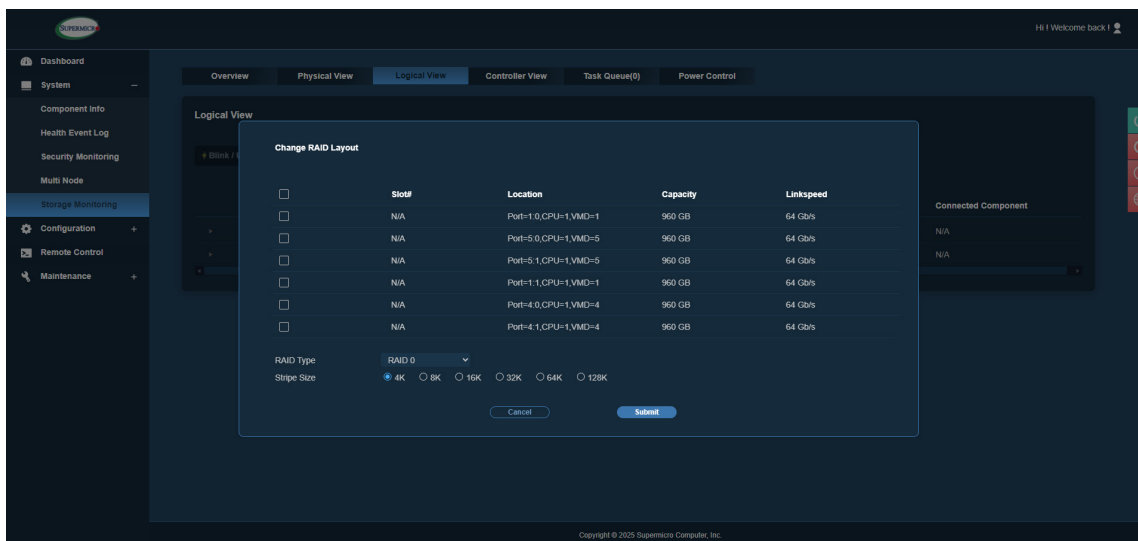 SUPERMICRO
Hi ! Welcome back !
Dashboard
System
Component Info
Health Event Log
Security Monitoring
Multi Node
Storage Monitoring
Configuration
Remote Control
Maintenance
Overview Physical View Logical View Controller View Task Queue(0) Power Control
Logical View
Blink /
Connected Component
N/A
N/A
Change RAID Layout
Slot# Location Capacity Linkspeed
N/A Port=1:0,CPU=1,VMD=1 960 GB 64 Gb/s
N/A Port=5:0,CPU=1,VMD=5 960 GB 64 Gb/s
N/A Port=5:1,CPU=1,VMD=5 960 GB 64 Gb/s
N/A Port=1:1,CPU=1,VMD=1 960 GB 64 Gb/s
N/A Port=4:0,CPU=1,VMD=4 960 GB 64 Gb/s
N/A Port=4:1,CPU=1,VMD=4 960 GB 64 Gb/s
RAID Type RAID 0
Stripe Size 4K 8K 16K 32K 64K 128K
Cancel Submit
Copyright © 2025 Supermicro Computer, Inc.